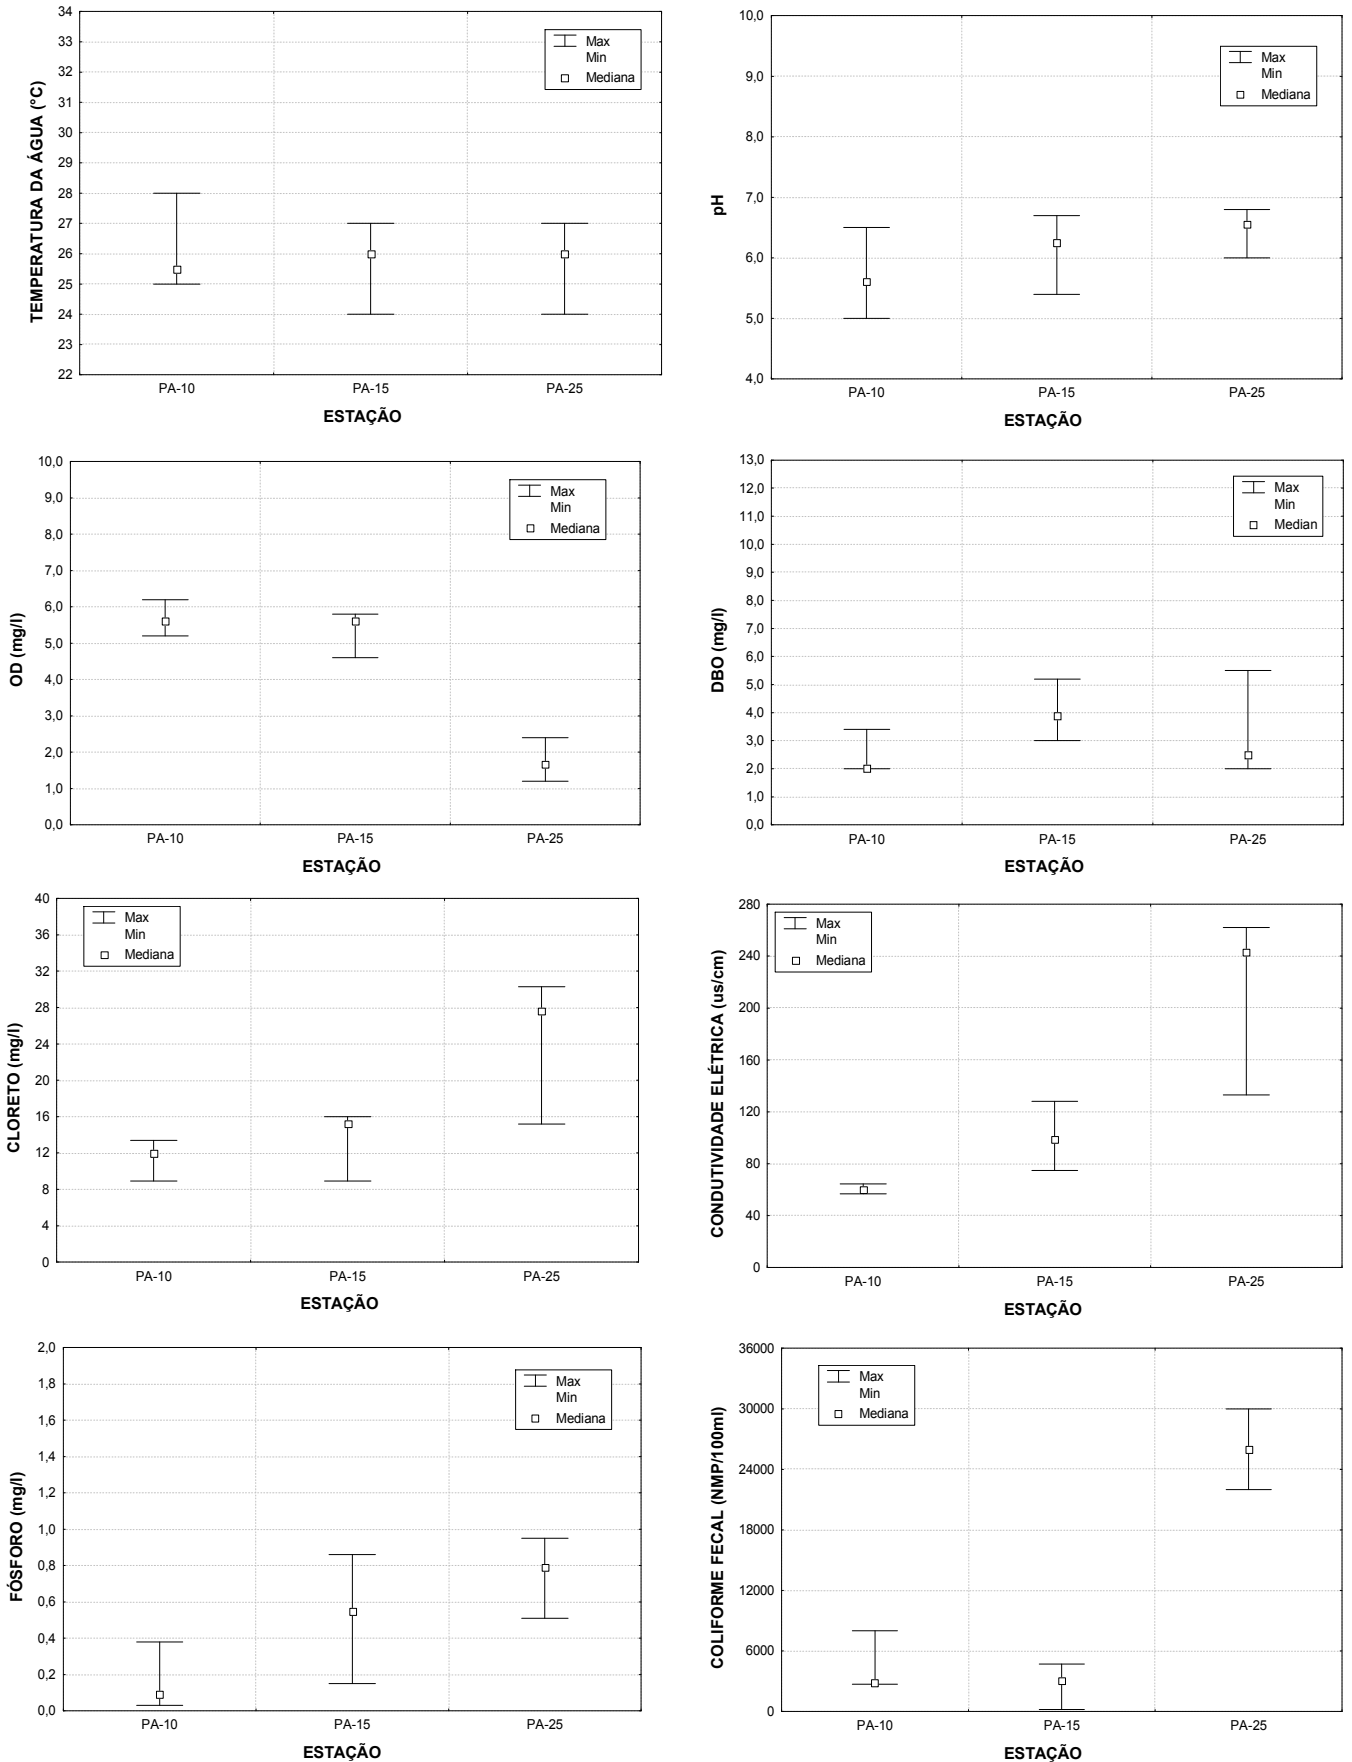 34
33
32
31
30
29
28
27
26
25
24
23
22
TEMPERATURA DA ÁGUA (°C)
Max
Min
Mediana
PA-10 PA-15 PA-25
ESTAÇÃO
10,0
9,0
8,0
7,0
6,0
5,0
4,0
pH
Max
Min
Mediana
PA-10 PA-15 PA-25
ESTAÇÃO
10,0
9,0
8,0
7,0
6,0
5,0
4,0
3,0
2,0
1,0
0,0
OD (mg/l)
Max
Min
Mediana
PA-10 PA-15 PA-25
ESTAÇÃO
13,0
12,0
11,0
10,0
9,0
8,0
7,0
6,0
5,0
4,0
3,0
2,0
1,0
0,0
DBO (mg/l)
Max
Min
Median
PA-10 PA-15 PA-25
ESTAÇÃO
40
36
32
28
24
20
16
12
8
4
0
CLORETO (mg/l)
Max
Min
Mediana
PA-10 PA-15 PA-25
ESTAÇÃO
280
240
200
160
120
80
40
0
CONDUTIVIDADE ELÉTRICA (us/cm)
Max
Min
Mediana
PA-10 PA-15 PA-25
ESTAÇÃO
2,0
1,8
1,6
1,4
1,2
1,0
0,8
0,6
0,4
0,2
0,0
FÓSFORO (mg/l)
Max
Min
Mediana
PA-10 PA-15 PA-25
ESTAÇÃO
36000
30000
24000
18000
12000
6000
0
COLIFORME FECAL (NMP/100ml)
Max
Min
Mediana
PA-10 PA-15 PA-25
ESTAÇÃO